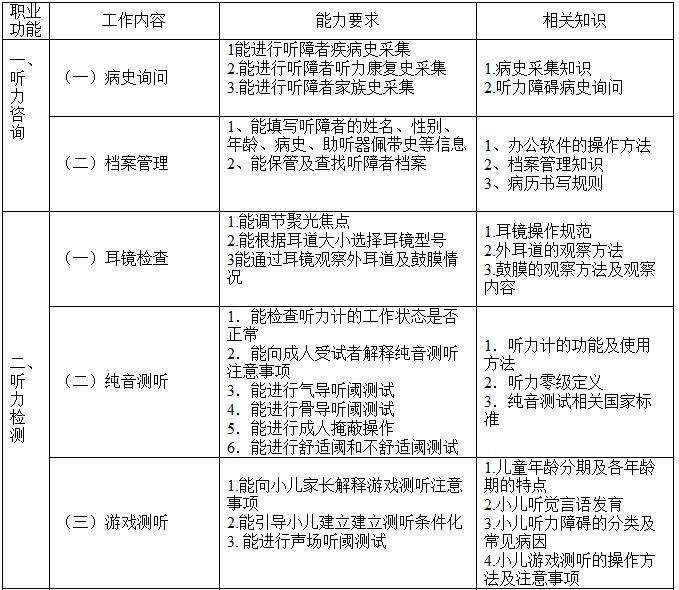 职业
功能
工作内容
能力要求
相关知识
一、
听
力
咨
询
（一）病史询问
1能进行听障者疾病史采集
2.能进行听障者听力康复史采集
3.能进行听障者家族史采集
1.病史采集知识
2.听力障碍病史询问
（二）档案管理
1、能填写听障者的姓名、性别、
年龄、病史、助听器佩带史等信息
2、能保管及查找听障者档案
1、办公软件的操作方法
2、档案管理知识
3、病历书写规则
二、
听
力
检
测
（一）耳镜检查
1.能调节聚光焦点
2.能根据耳道大小选择耳镜型号
3能通过耳镜观察外耳道及鼓膜情
况
1.耳镜操作规范
2.外耳道的观察方法
3.鼓膜的观察方法及观察
内容
（二）纯音测听
1．能检查听力计的工作状态是否
正常
2．能向成人受试者解释纯音测听
注意事项
3．能进行气导听阈测试
4．能进行骨导听阈测试
5．能进行成人掩蔽操作
6．能进行舒适阈和不舒适阈测试
1．听力计的功能及使用
方法
2．听力零级定义
3．纯音测试相关国家标
准
（三）游戏测听
1.能向小儿家长解释游戏测听注意
事项
2.能引导小儿建立建立测听条件化
3. 能进行声场听阈测试
1.儿童年龄分期及各年龄
期的特点
2.小儿听觉言语发育
3.小儿听力障碍的分类及
常见病因
4.小儿游戏测听的操作方
法及注意事项